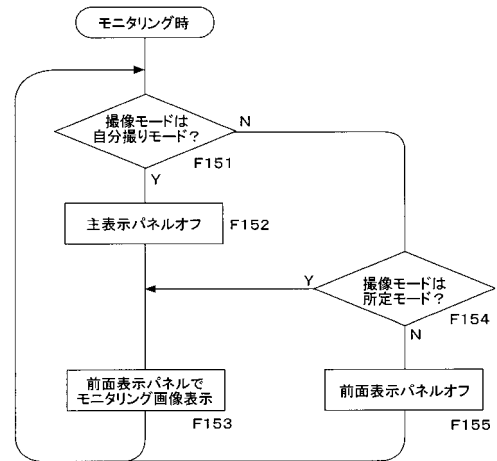 モニタリング時
撮像モードは
自分撮りモード?
N
F151
Y
主表示パネルオフ
F152
Y
撮像モードは
所定モード?
F154
N
前面表示パネルで
モニタリング画像表示
F153
前面表示パネルオフ
F155